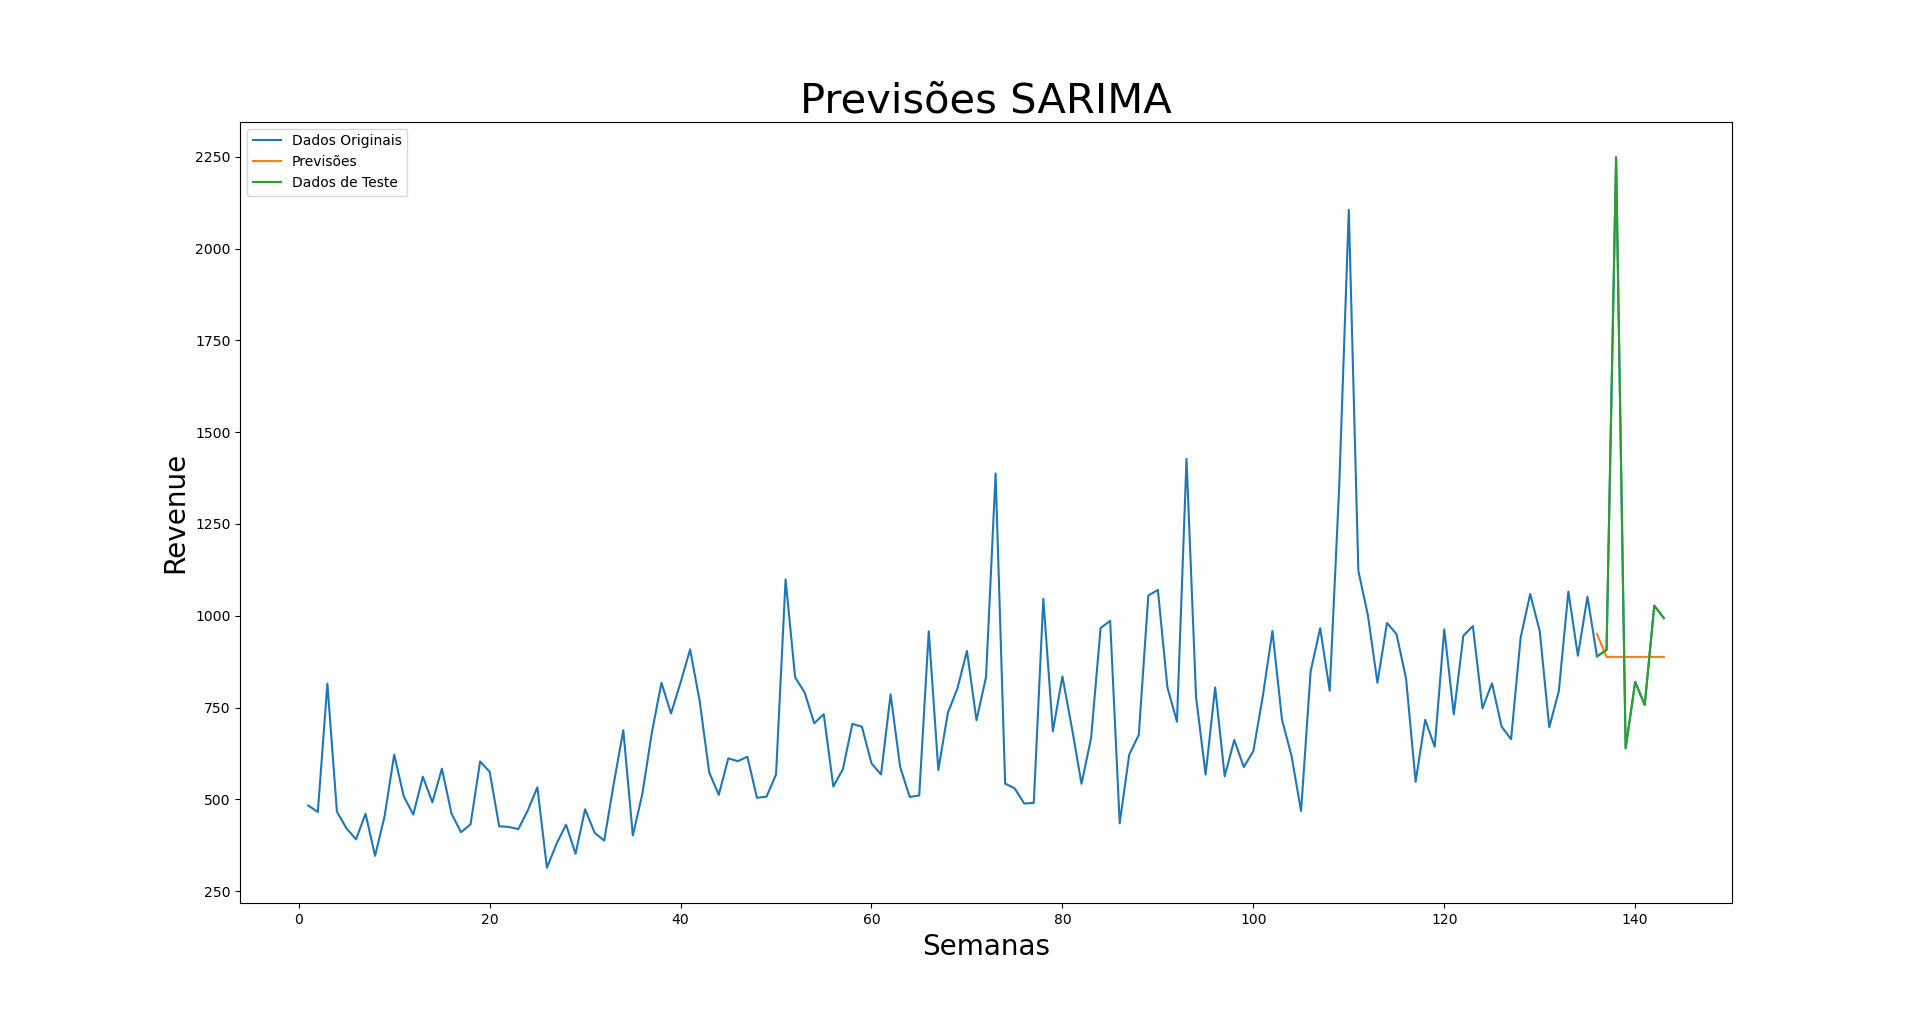 Previsões SARIMA
Dados Originais
Previsões
Dados de Teste
Revenue
2250
2000
1750
1500
1250
1000
750
500
250
0 20 40 60 80 100 120 140
Semanas